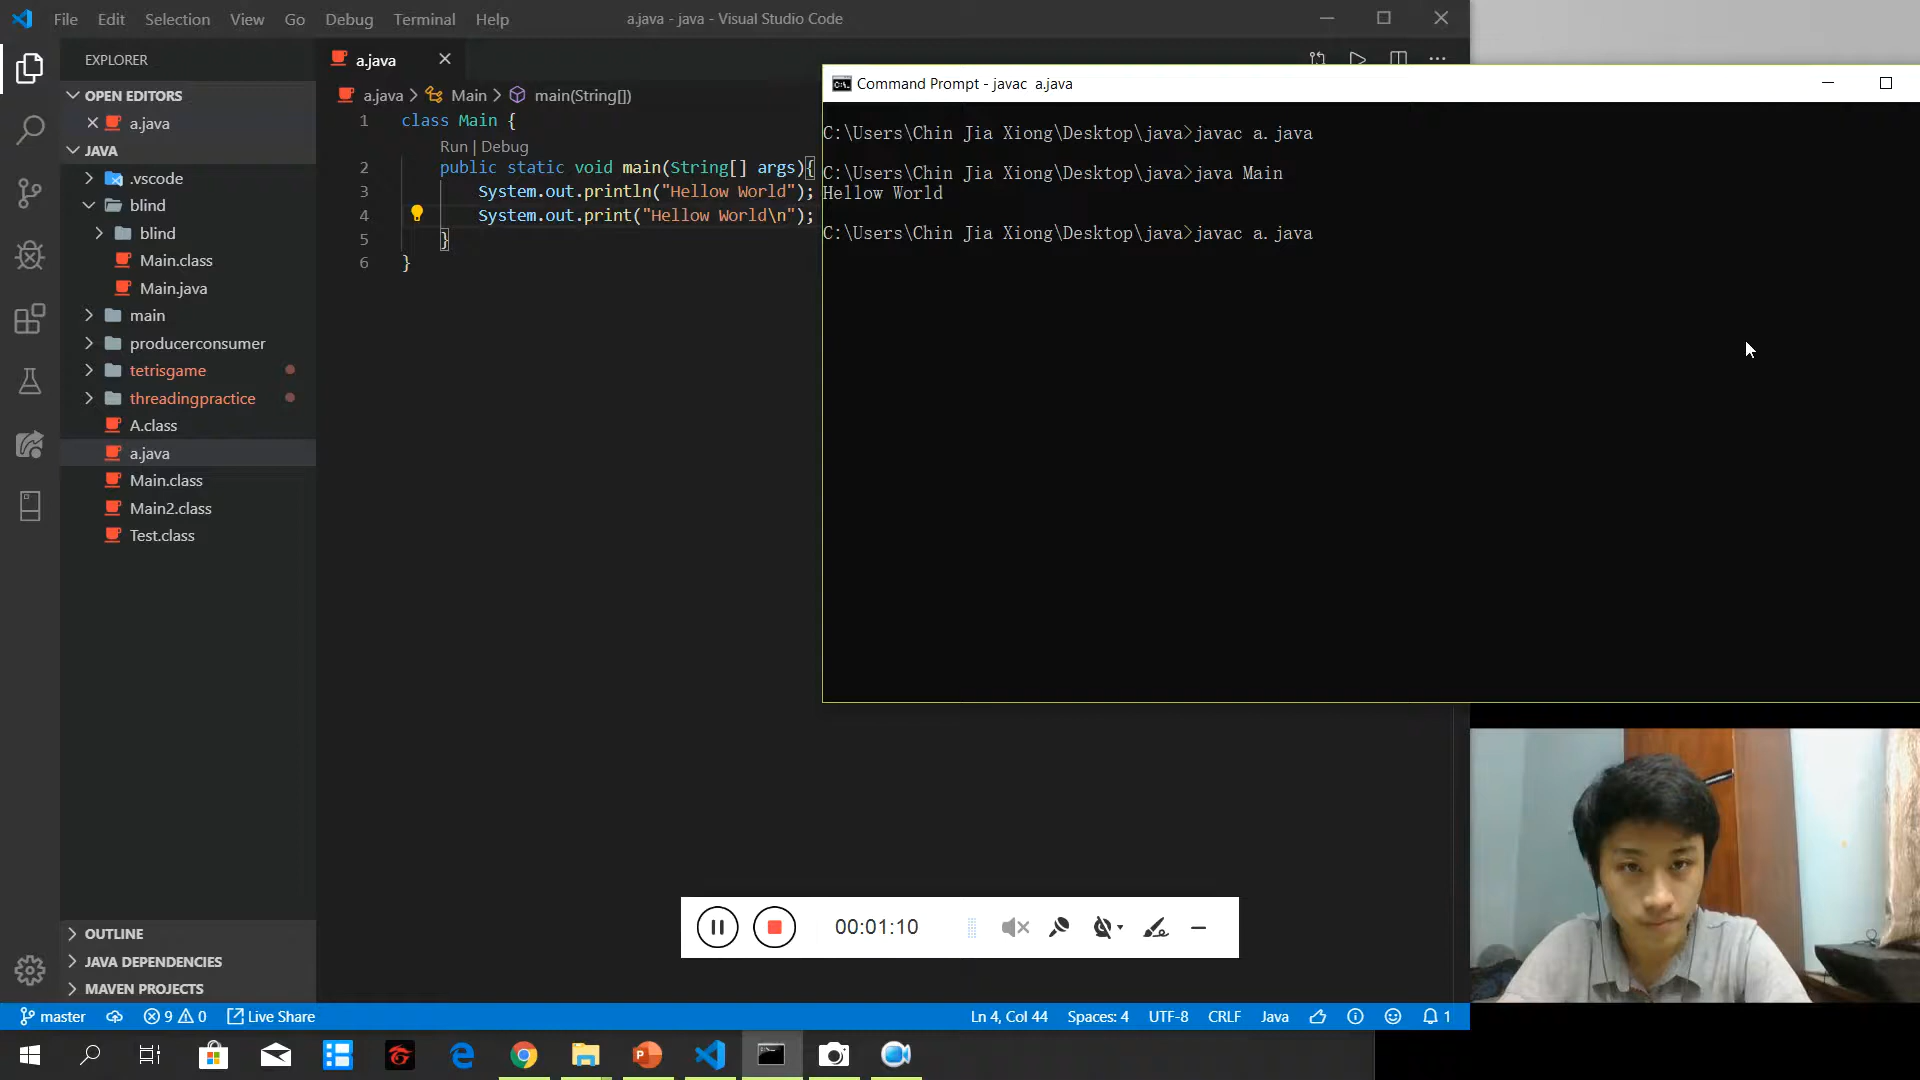 File Edit Selection View Go Debug Terminal Help
a.java - java - Visual Studio Code
EXPLORER
OPEN EDITORS
a.java
JAVA
.vscode
blind
blind
Main.class
Main.java
main
producerconsumer
tetrisgame
threadingpractice
A.class
a.java
Main.class
Main2.class
Test.class
OUTLINE
JAVA DEPENDENCIES
MAVEN PROJECTS
a.java
a.java > Main > main(String[])
1 class Main {
Run | Debug
2 public static void main(String[] args){
3 System.out.println("Hellow World");
4 System.out.print("Hellow World\n");
5 }
6 }
Command Prompt - javac  a.java
C:\Users\Chin Jia Xiong\Desktop\java>javac a.java
C:\Users\Chin Jia Xiong\Desktop\java>java Main
Hellow World
C:\Users\Chin Jia Xiong\Desktop\java>javac a.java
00:01:10
master 9 0 Live Share
Ln 4, Col 44 Spaces: 4 UTF-8 CRLF Java 1